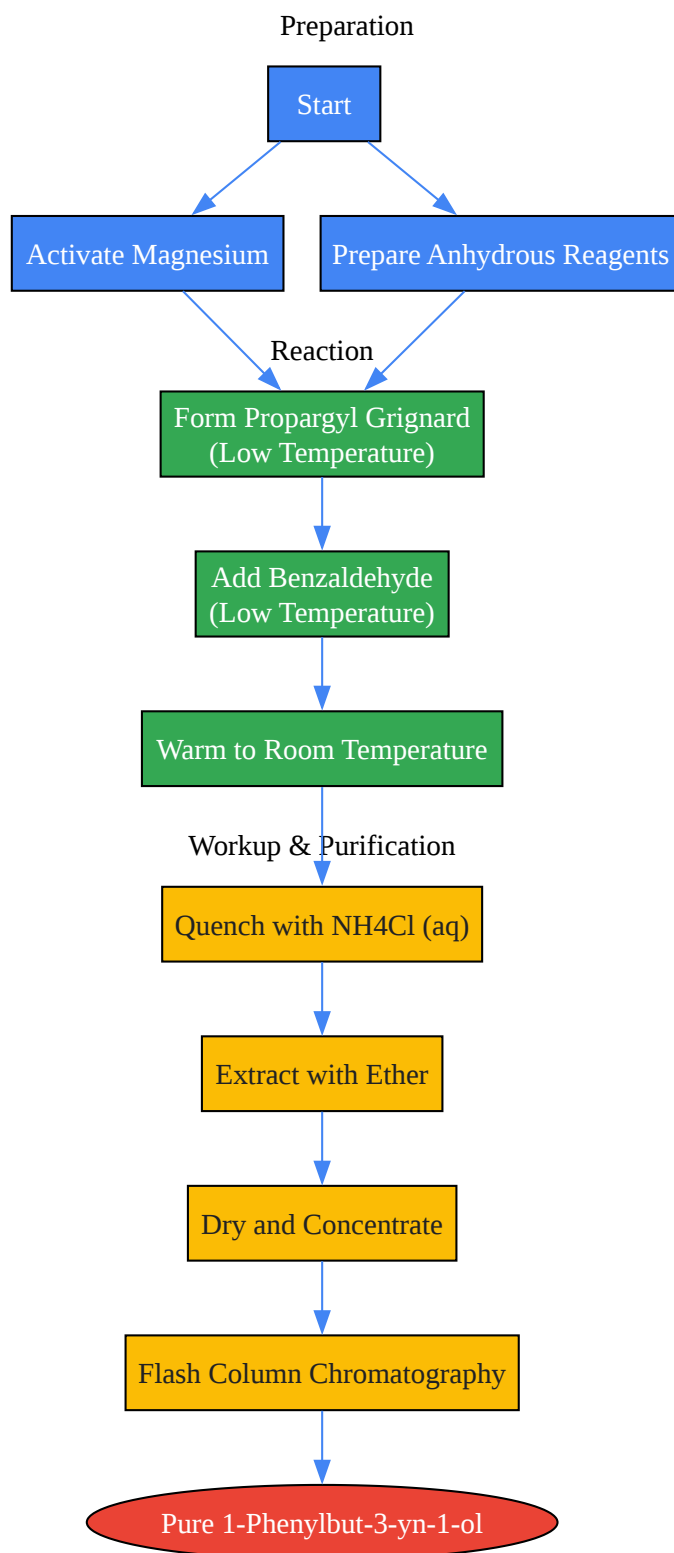 Preparation
Start
Activate Magnesium
Prepare Anhydrous Reagents
Reaction
Form Propargyl Grignard
(Low Temperature)
Add Benzaldehyde
(Low Temperature)
Warm to Room Temperature
Workup & Purification
Quench with NH4Cl (aq)
Extract with Ether
Dry and Concentrate
Flash Column Chromatography
Pure 1-Phenylbut-3-yn-1-ol